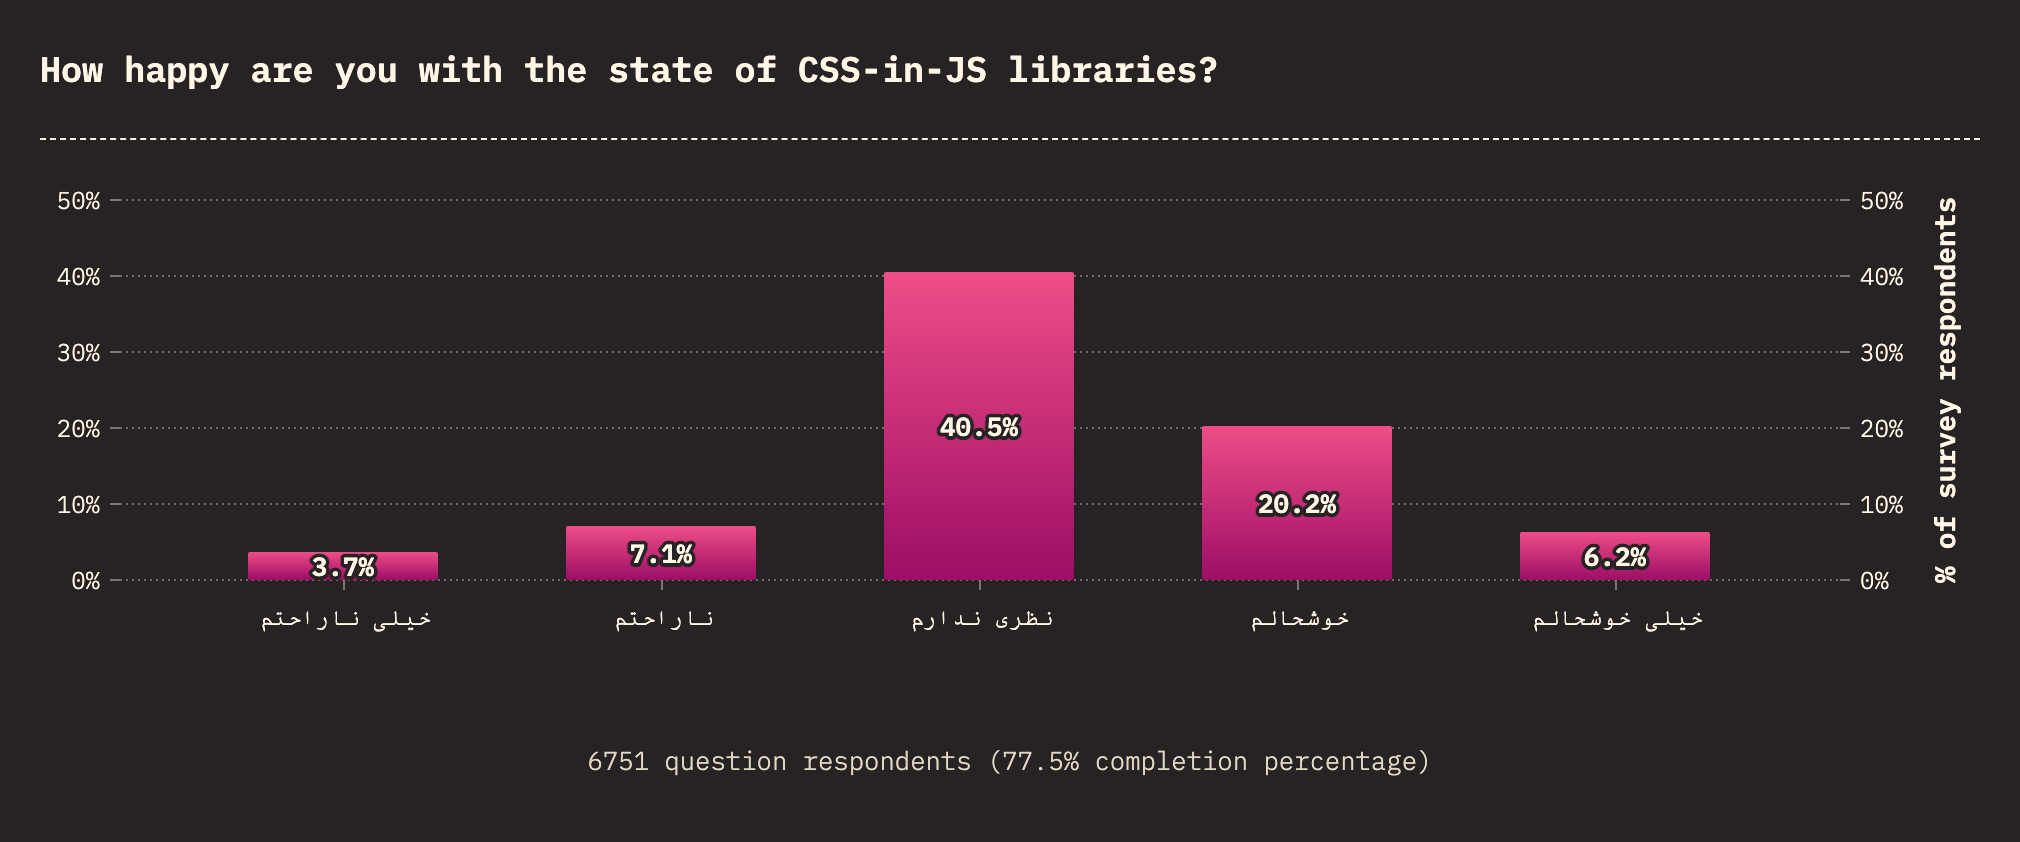 How happy are you with the state of CSS-in-JS libraries?
50%
40%
30%
20%
10%
0%
50%
40%
30%
20%
10%
0%
% of survey respondents
3.7%
7.1%
40.5%
20.2%
6.2%
خیلی ناراحتم
ناراحتم
نظری ندارم
خوشحالم
خیلی خوشحالم
6751 question respondents (77.5% completion percentage)